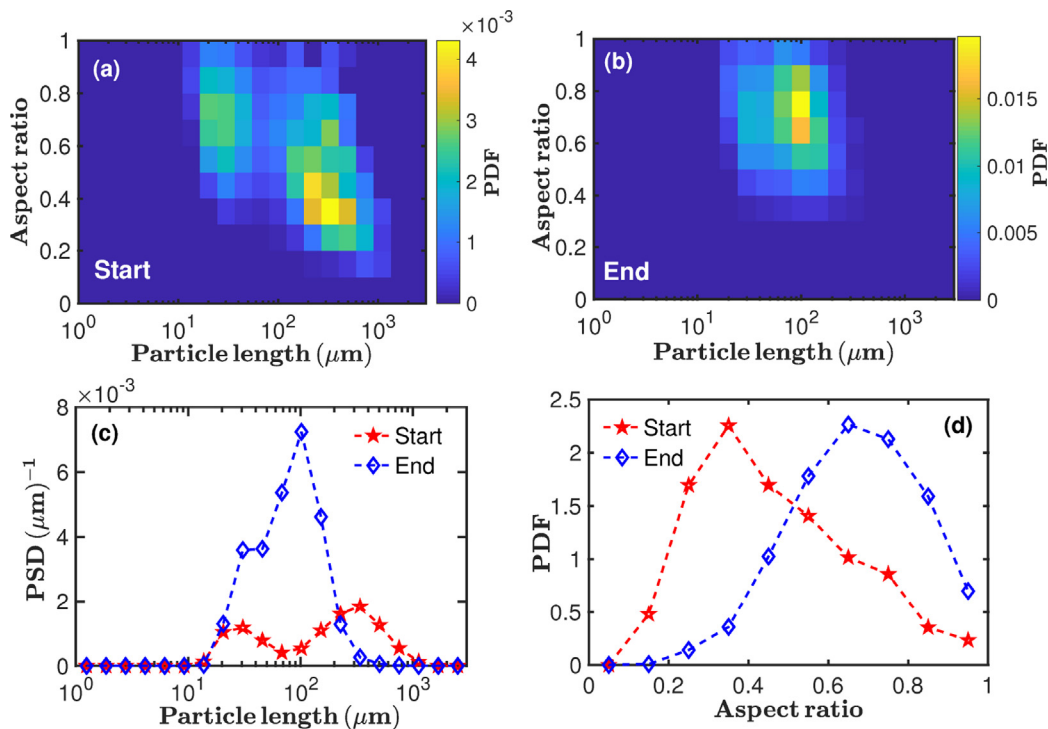 ×10⁻³
(a)
Aspect ratio
1
0.8
0.6
0.4
0.2
0
Start
10⁰ 10¹ 10² 10³
Particle length (μm)
4
3
2
1
0
PDF
(b)
Aspect ratio
1
0.8
0.6
0.4
0.2
0
End
10⁰ 10¹ 10² 10³
Particle length (μm)
0.015
0.01
0.005
0
PDF
×10⁻³
(c)
Start
End
PSD (μm)⁻¹
8
6
4
2
0
10⁰ 10¹ 10² 10³
Particle length (μm)
(d)
Start
End
PDF
2.5
2
1.5
1
0.5
0
0 0.2 0.4 0.6 0.8 1
Aspect ratio